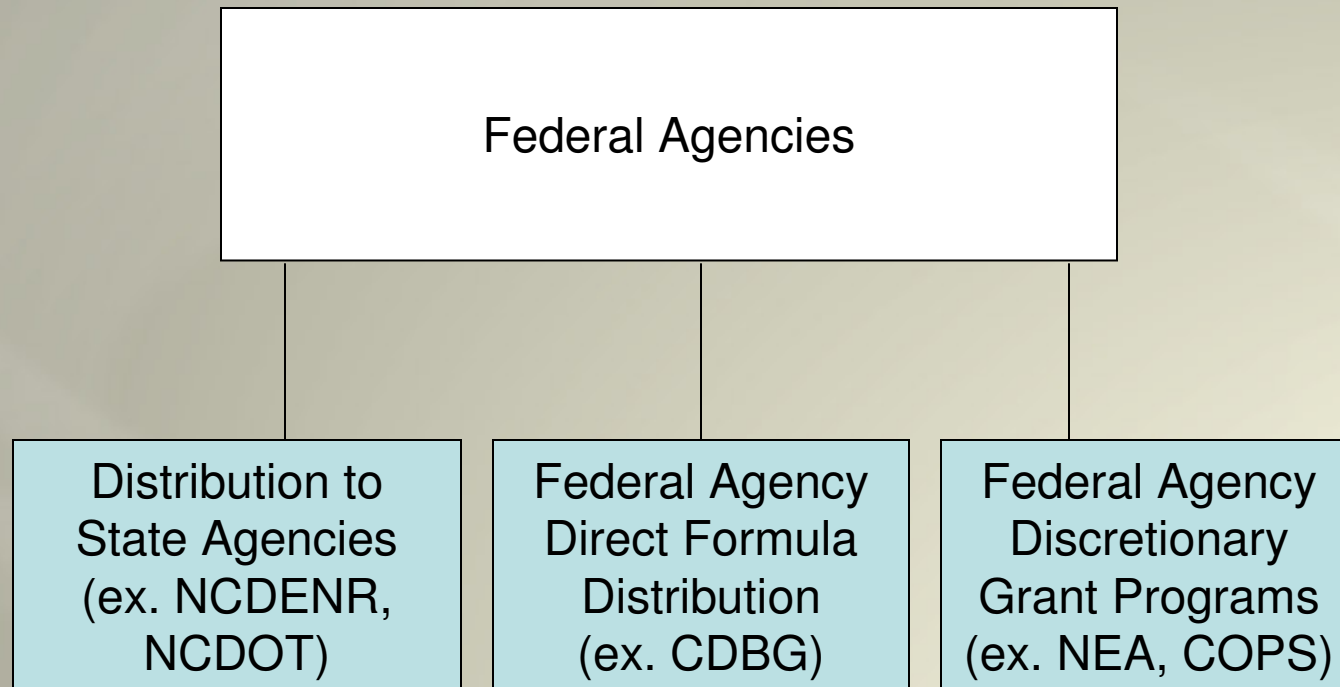 Federal Agencies
Distribution to
State Agencies
(ex. NCDENR,
NCDOT)
Federal Agency
Direct Formula
Distribution
(ex. CDBG)
Federal Agency
Discretionary
Grant Programs
(ex. NEA, COPS)